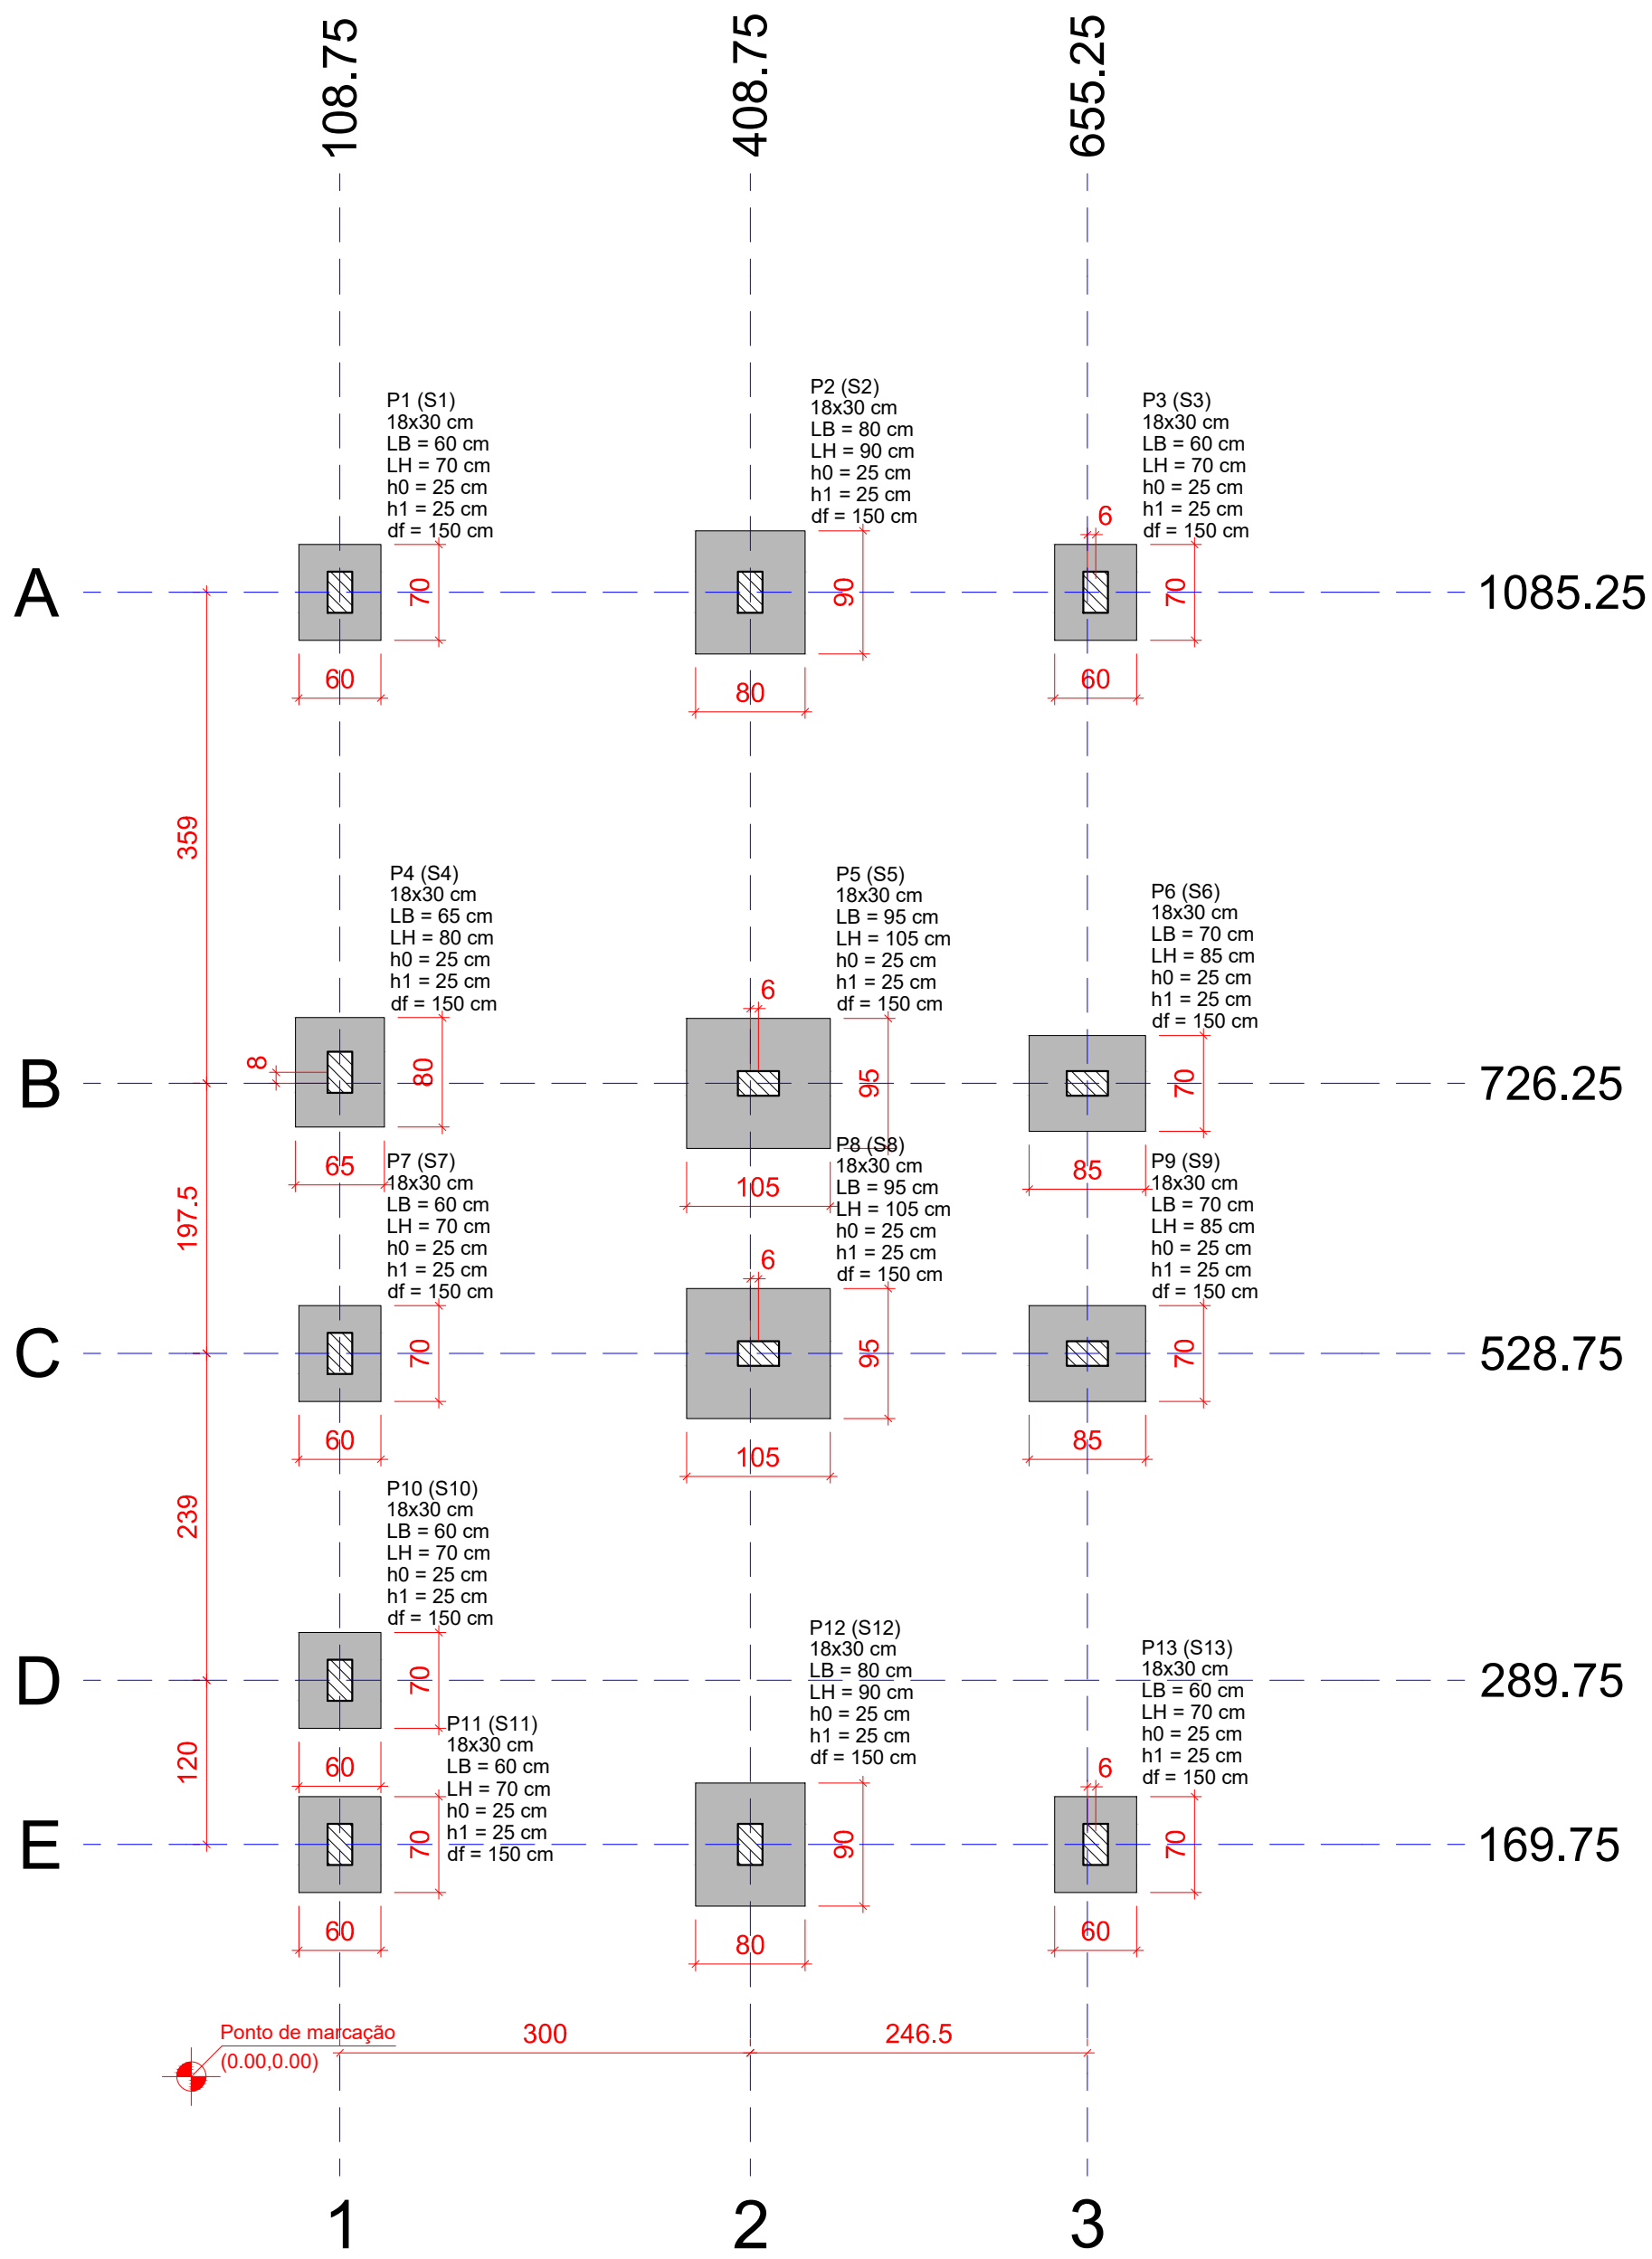 108.75
408.75
655.25
P1 (S1)
18x30 cm
LB = 60 cm
LH = 70 cm
h0 = 25 cm
h1 = 25 cm
df = 150 cm
P2 (S2)
18x30 cm
LB = 80 cm
LH = 90 cm
h0 = 25 cm
h1 = 25 cm
df = 150 cm
P3 (S3)
18x30 cm
LB = 60 cm
LH = 70 cm
h0 = 25 cm
h1 = 25 cm
df = 150 cm
6
A
70
90
70
1085.25
60
80
60
359
P4 (S4)
18x30 cm
LB = 65 cm
LH = 80 cm
h0 = 25 cm
h1 = 25 cm
df = 150 cm
P5 (S5)
18x30 cm
LB = 95 cm
LH = 105 cm
h0 = 25 cm
h1 = 25 cm
df = 150 cm
6
P6 (S6)
18x30 cm
LB = 70 cm
LH = 85 cm
h0 = 25 cm
h1 = 25 cm
df = 150 cm
B
8
80
95
70
726.25
65
105
85
197.5
P7 (S7)
18x30 cm
LB = 60 cm
LH = 70 cm
h0 = 25 cm
h1 = 25 cm
df = 150 cm
P8 (S8)
18x30 cm
LB = 95 cm
LH = 105 cm
h0 = 25 cm
h1 = 25 cm
df = 150 cm
6
P9 (S9)
18x30 cm
LB = 70 cm
LH = 85 cm
h0 = 25 cm
h1 = 25 cm
df = 150 cm
C
70
95
70
528.75
60
105
85
239
P10 (S10)
18x30 cm
LB = 60 cm
LH = 70 cm
h0 = 25 cm
h1 = 25 cm
df = 150 cm
D
70
289.75
60
120
P11 (S11)
18x30 cm
LB = 60 cm
LH = 70 cm
h0 = 25 cm
h1 = 25 cm
df = 150 cm
P12 (S12)
18x30 cm
LB = 80 cm
LH = 90 cm
h0 = 25 cm
h1 = 25 cm
df = 150 cm
P13 (S13)
18x30 cm
LB = 60 cm
LH = 70 cm
h0 = 25 cm
h1 = 25 cm
df = 150 cm
6
E
70
90
70
169.75
60
80
60
Ponto de marcação
(0.00,0.00)
300
246.5
1
2
3